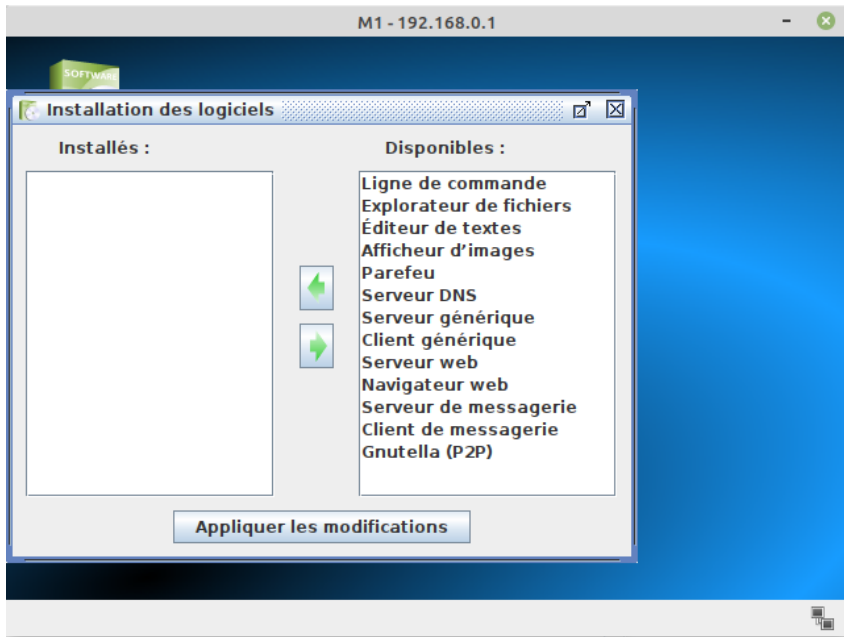 M1 - 192.168.0.1
SOFTWARE
Installation des logiciels
Installés :
Disponibles :
Ligne de commande
Explorateur de fichiers
Éditeur de textes
Afficheur d’images
Parefeu
Serveur DNS
Serveur générique
Client générique
Serveur web
Navigateur web
Serveur de messagerie
Client de messagerie
Gnutella (P2P)
Appliquer les modifications